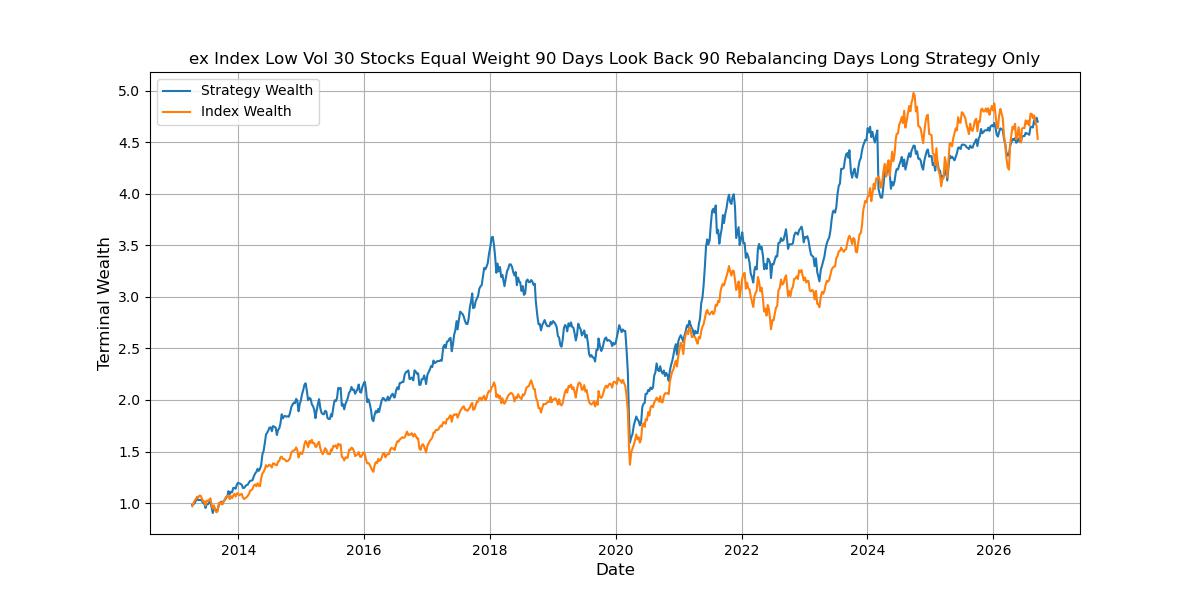 ex Index Low Vol 30 Stocks Equal Weight 90 Days Look Back 90 Rebalancing Days Long Strategy Only
Strategy Wealth
Index Wealth
Terminal Wealth
5.0
4.5
4.0
3.5
3.0
2.5
2.0
1.5
1.0
2014 2016 2018 2020 2022 2024 2026
Date